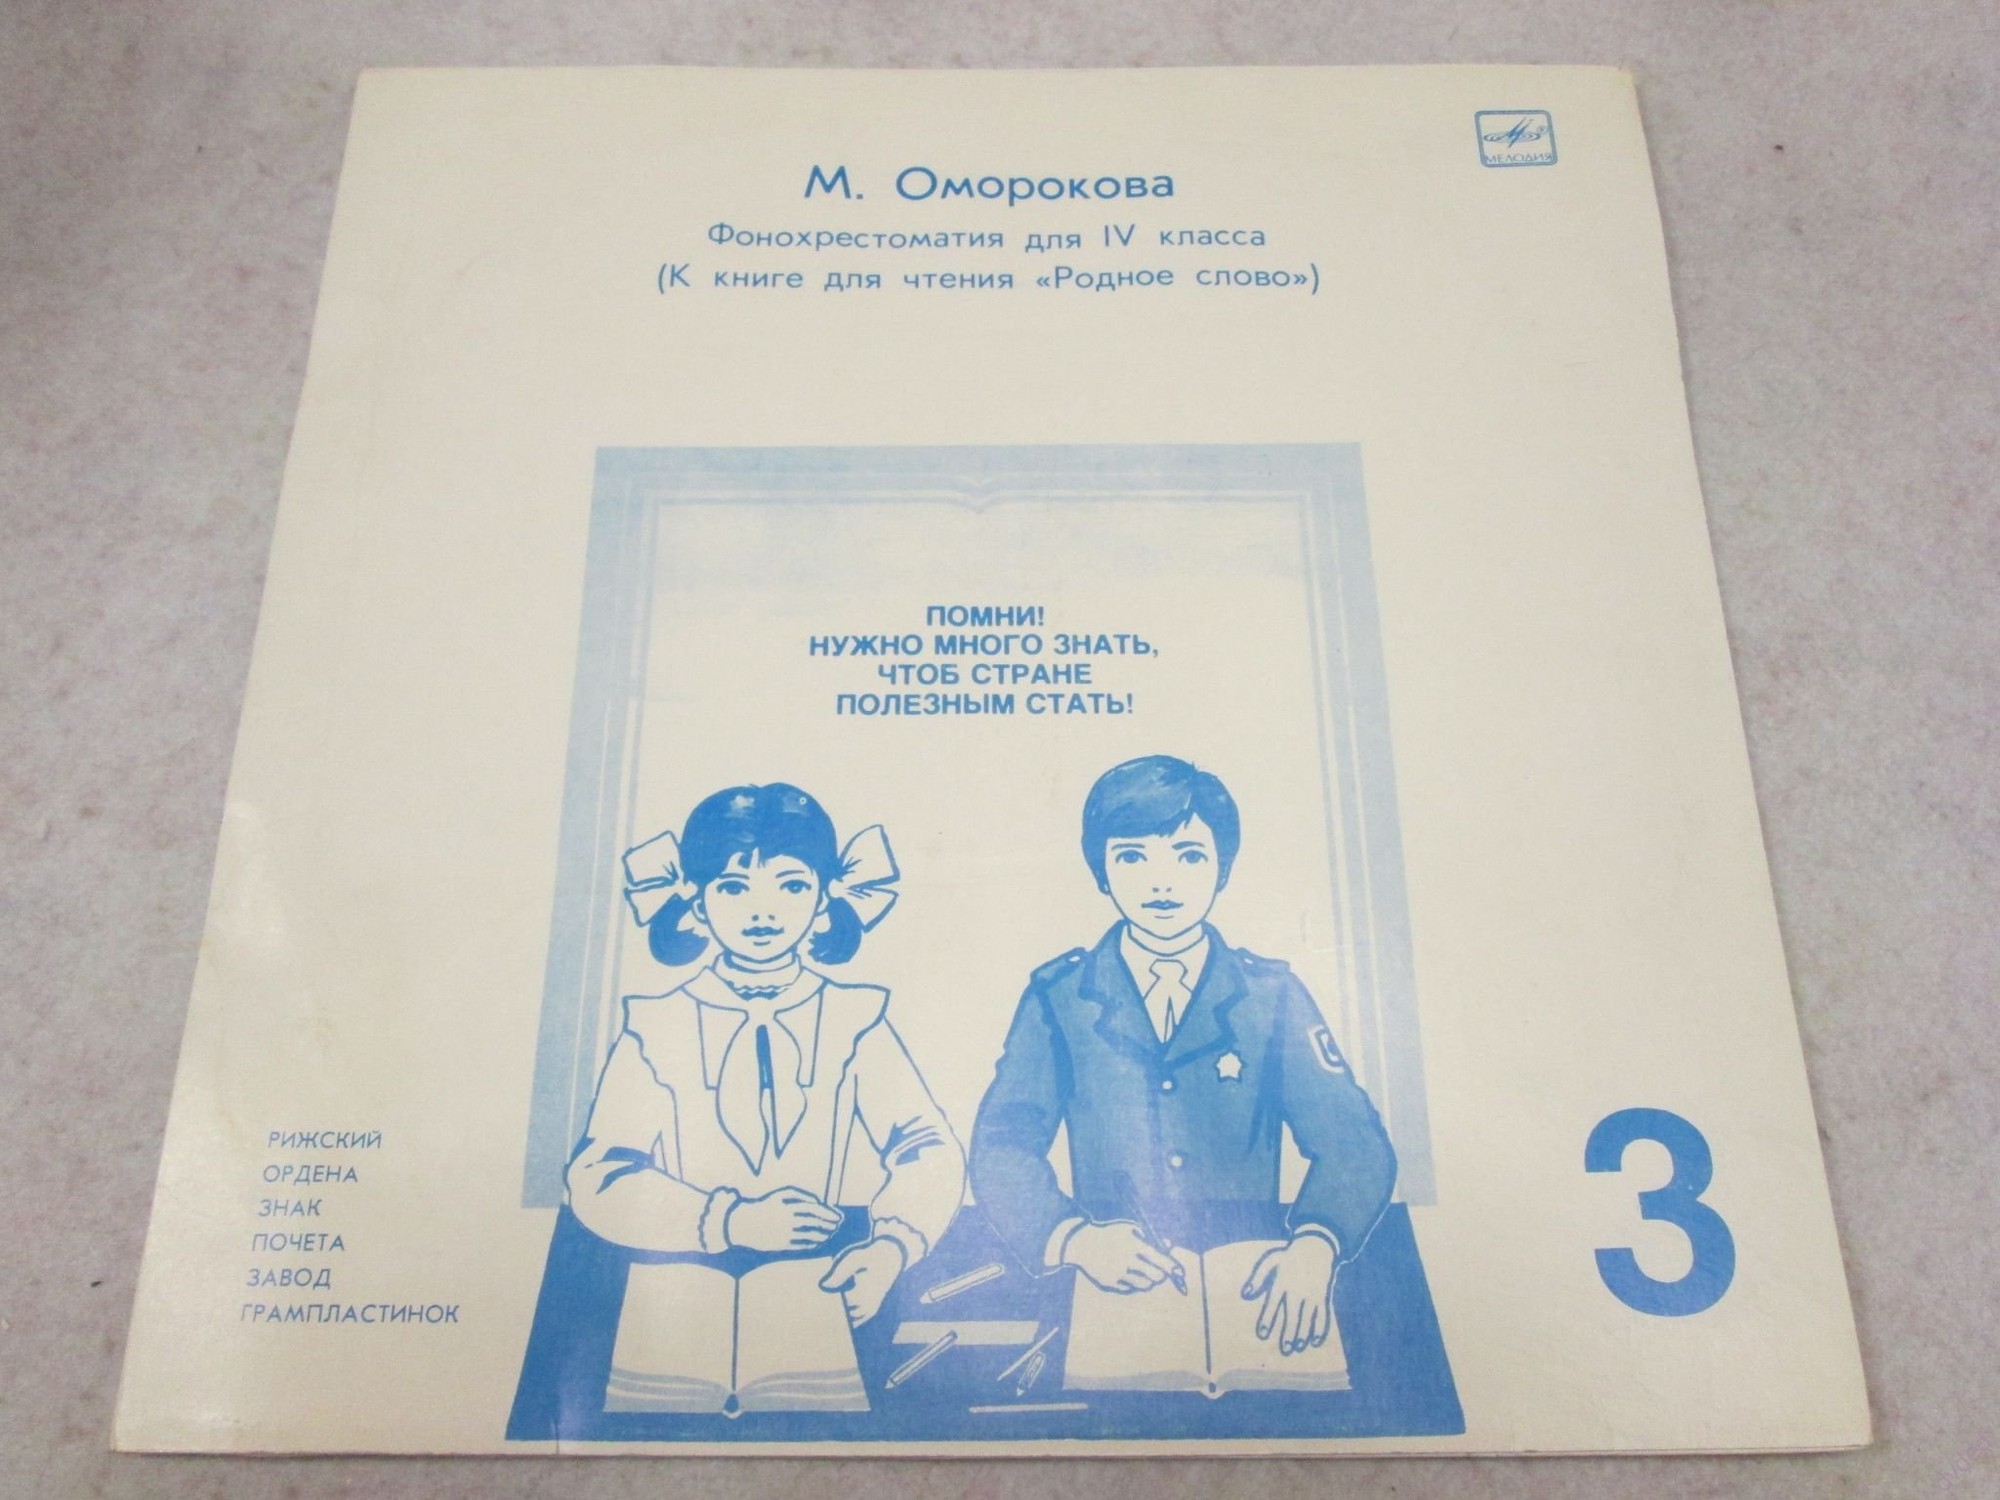 МЕЛОДИЯ
М. Оморокова
Фонохрестоматия для IV класса
(К книге для чтения «Родное слово»)
ПОМНИ!
НУЖНО МНОГО ЗНАТЬ,
ЧТОБ СТРАНЕ
ПОЛЕЗНЫМ СТАТЬ!
РИЖСКИЙ
ОРДЕНА
ЗНАК
ПОЧЕТА
ЗАВОД
ГРАМПЛАСТИНОК
3